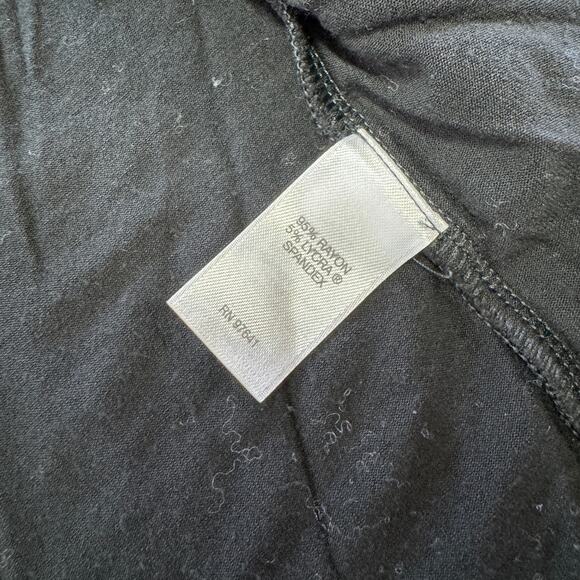 95% RAYON
5% LYCRA ®
SPANDEX
RN 97641